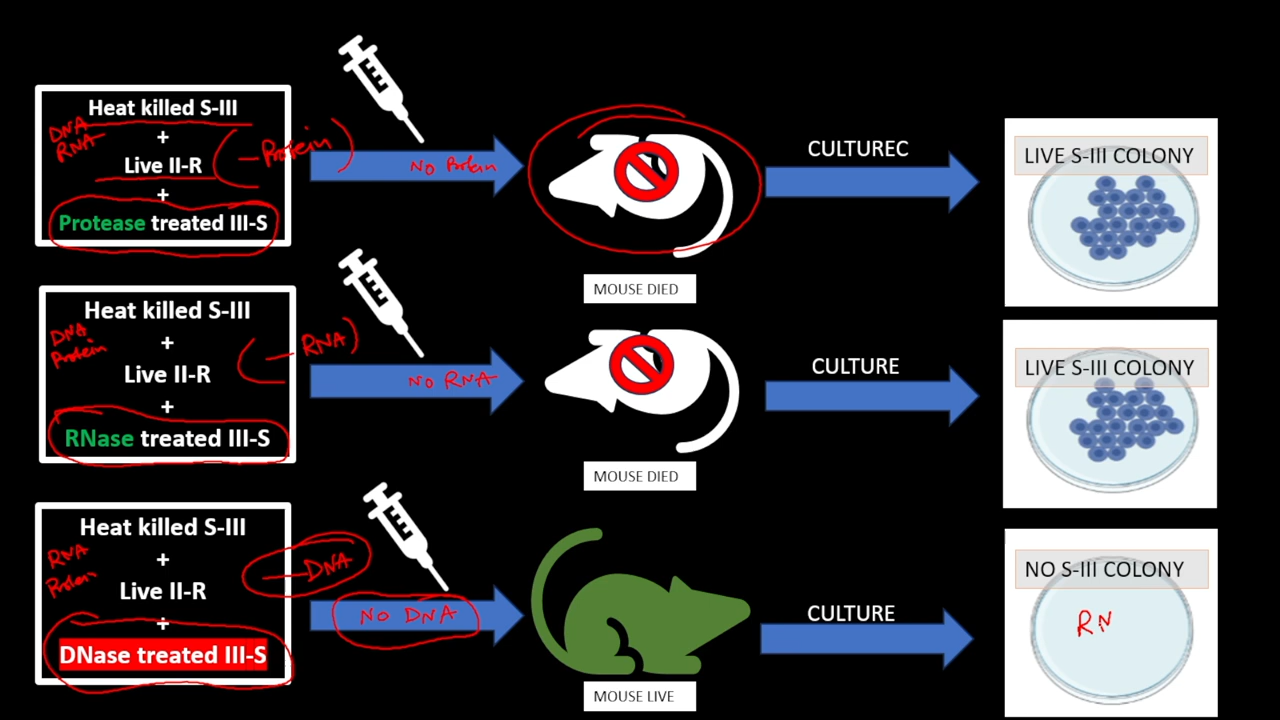 Heat killed S-III
DNA
RNA
+
Live II-R
- Protein
+
Protease treated III-S
NO Protein
MOUSE DIED
CULTUREC
LIVE S-III COLONY
Heat killed S-III
DNA
Protein
+
Live II-R
- RNA
+
RNase treated III-S
NO RNA
MOUSE DIED
CULTURE
LIVE S-III COLONY
Heat killed S-III
RNA
Protein
+
Live II-R
- DNA
+
DNase treated III-S
NO DNA
MOUSE LIVE
CULTURE
NO S-III COLONY
RN